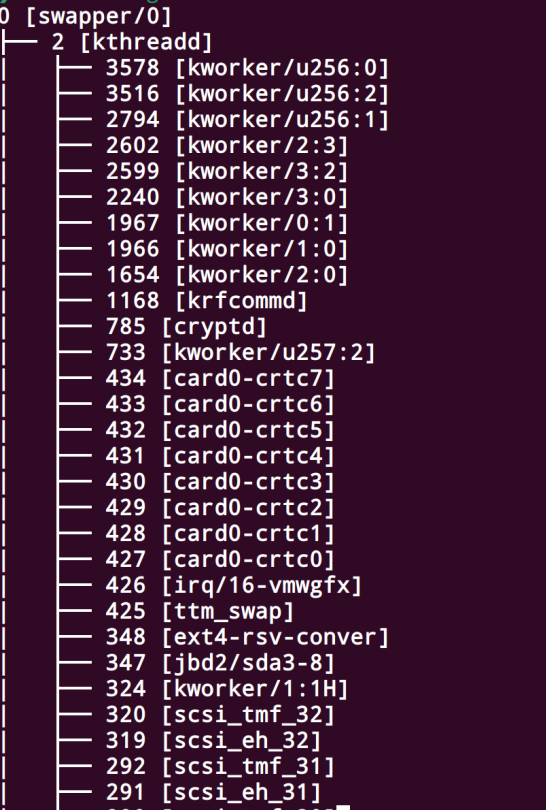 0 [swapper/0]
├── 2 [kthreadd]
│   ├── 3578 [kworker/u256:0]
│   ├── 3516 [kworker/u256:2]
│   ├── 2794 [kworker/u256:1]
│   ├── 2602 [kworker/2:3]
│   ├── 2599 [kworker/3:2]
│   ├── 2240 [kworker/3:0]
│   ├── 1967 [kworker/0:1]
│   ├── 1966 [kworker/1:0]
│   ├── 1654 [kworker/2:0]
│   ├── 1168 [krfcommd]
│   ├── 785 [cryptd]
│   ├── 733 [kworker/u257:2]
│   ├── 434 [card0-crtc7]
│   ├── 433 [card0-crtc6]
│   ├── 432 [card0-crtc5]
│   ├── 431 [card0-crtc4]
│   ├── 430 [card0-crtc3]
│   ├── 429 [card0-crtc2]
│   ├── 428 [card0-crtc1]
│   ├── 427 [card0-crtc0]
│   ├── 426 [irq/16-vmwgfx]
│   ├── 425 [ttm_swap]
│   ├── 348 [ext4-rsv-conver]
│   ├── 347 [jbd2/sda3-8]
│   ├── 324 [kworker/1:1H]
│   ├── 320 [scsi_tmf_32]
│   ├── 319 [scsi_eh_32]
│   ├── 292 [scsi_tmf_31]
│   ├── 291 [scsi_eh_31]